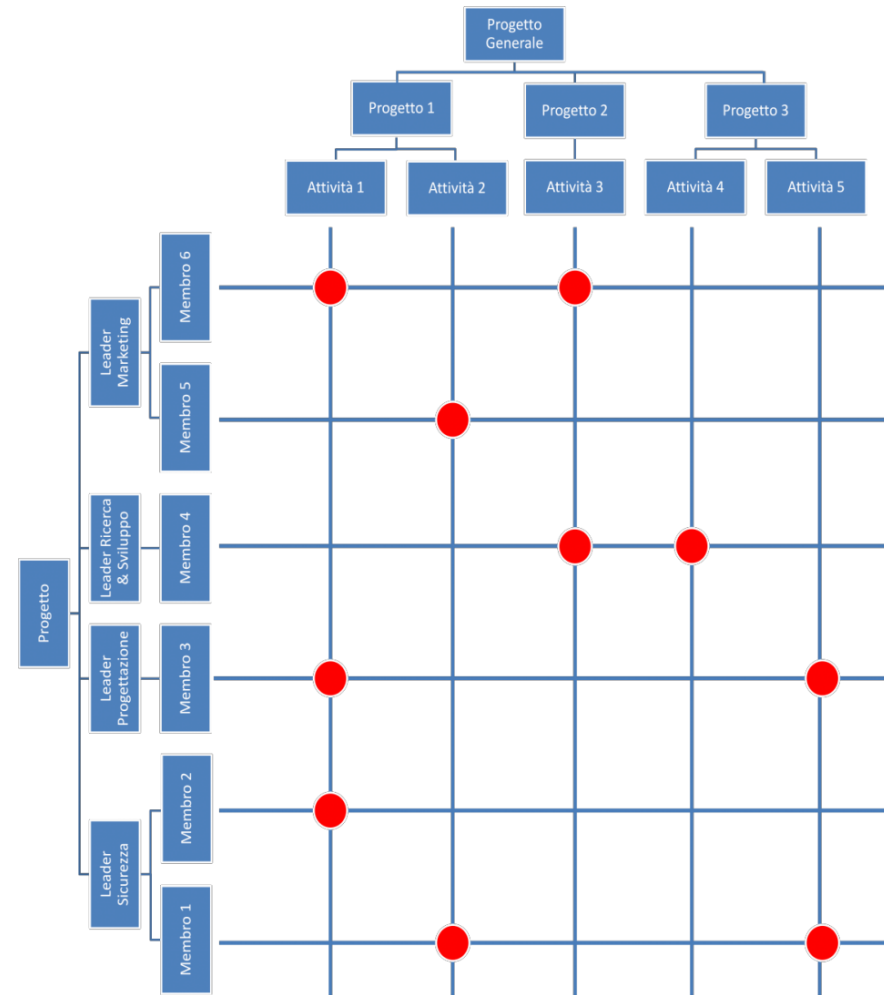 Progetto
Generale
Progetto 1
Progetto 2
Progetto 3
Attività 1
Attività 2
Attività 3
Attività 4
Attività 5
Membro 6
Leader
Marketing
Membro 5
Leader Ricerca
& Sviluppo
Membro 4
Progetto
Leader
Progettazione
Membro 3
Membro 2
Leader
Sicurezza
Membro 1